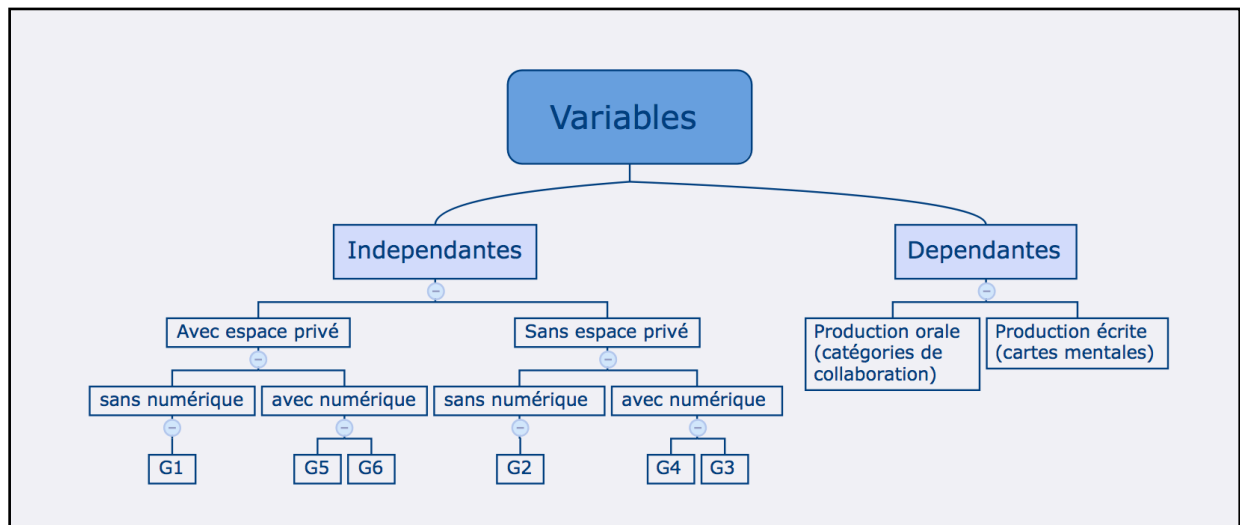 Variables
Independantes
Dependantes
Avec espace privé
Sans espace privé
Production orale
(catégories de
collaboration)
Production écrite
(cartes mentales)
sans numérique
avec numérique
sans numérique
avec numérique
G1
G5
G6
G2
G4
G3